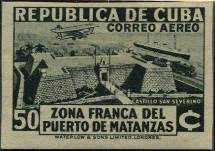 REPUBLICA DE CUBA
CORREO AEREO
CASTILLO SAN SEVERINO
50 ZONA FRANCA DEL ¢
PUERTO DE MATANZAS
WATERLOW & SONS LIMITED, LONDRES.